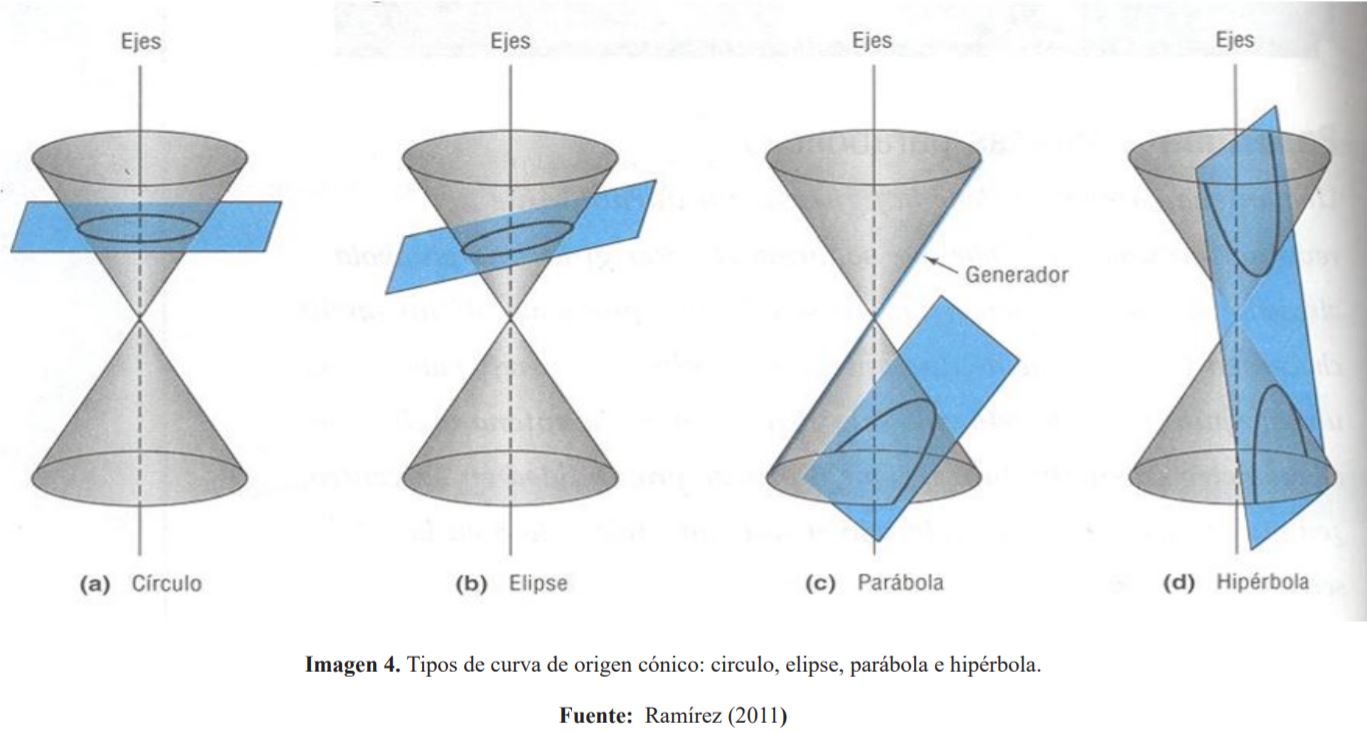 Ejes
Ejes
Ejes
Ejes
Generador
(a) Círculo
(b) Elipse
(c) Parábola
(d) Hipérbola
Imagen 4. Tipos de curva de origen cónico: circulo, elipse, parábola e hipérbola.
Fuente: Ramírez (2011)